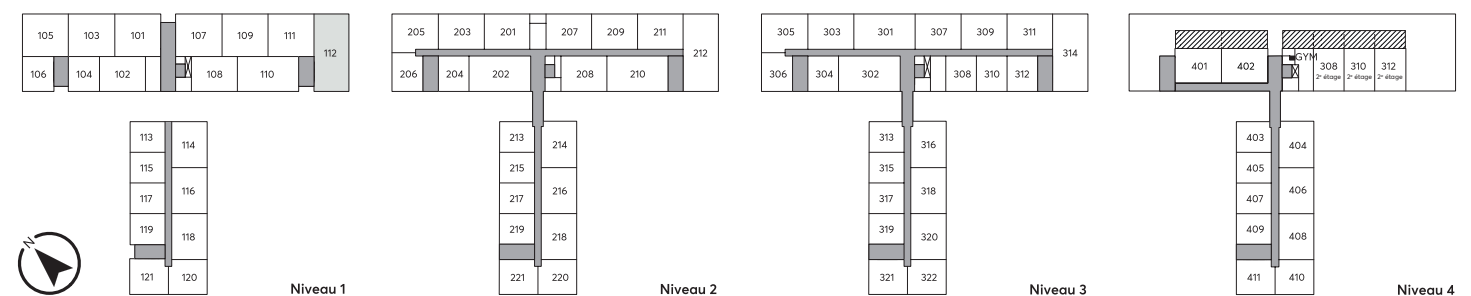 105 103 101 107 109 111 112
106 104 102 108 110
113 114
115
116
117
119 118
121 120
N
Niveau 1
205 203 201 207 209 211 212
206 204 202 208 210
213 214
215
216
217
219 218
221 220
Niveau 2
305 303 301 307 309 311 314
306 304 302 308 310 312
313 316
315
318
317
319 320
321 322
Niveau 3
GYM
401 402 308 310 312
2e étage 2e étage 2e étage
403 404
405
406
407
409 408
411 410
Niveau 4